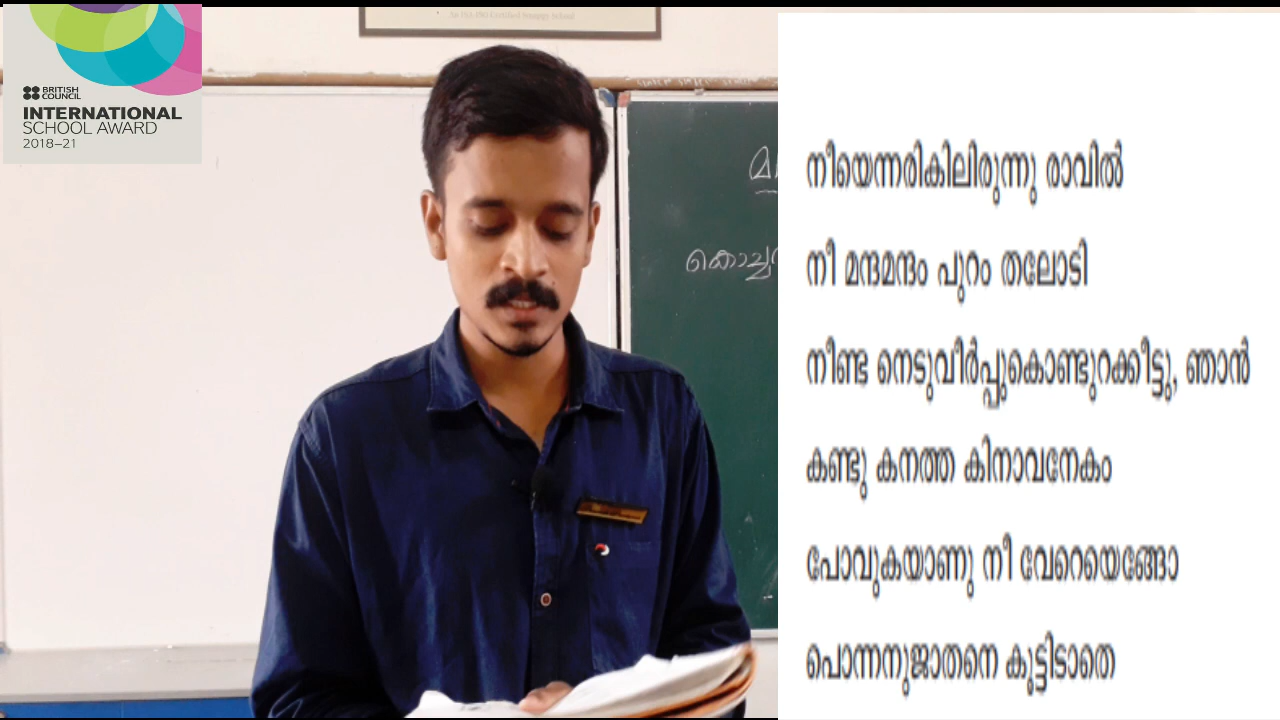 BRITISH
COUNCIL
INTERNATIONAL
SCHOOL AWARD
2018–21
നീയെന്നരികിലിരുന്നു രാവിൽ
നീ മന്ദമന്ദം പുറം തലോടി
നീണ്ട നെടുവീർപ്പുകൊണ്ടുറക്കീട്ടു, ഞാൻ
കണ്ടു കനത്ത കിനാവനേകം
പോവുകയാണു നീ വേറെയെങ്ങോ
പൊന്നനുജാതനെ കൂട്ടിടാതെ